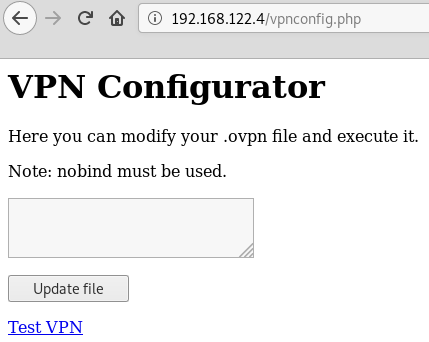 192.168.122.4/vpnconfig.php
VPN Configurator
Here you can modify your .ovpn file and execute it.
Note: nobind must be used.
Update file
Test VPN